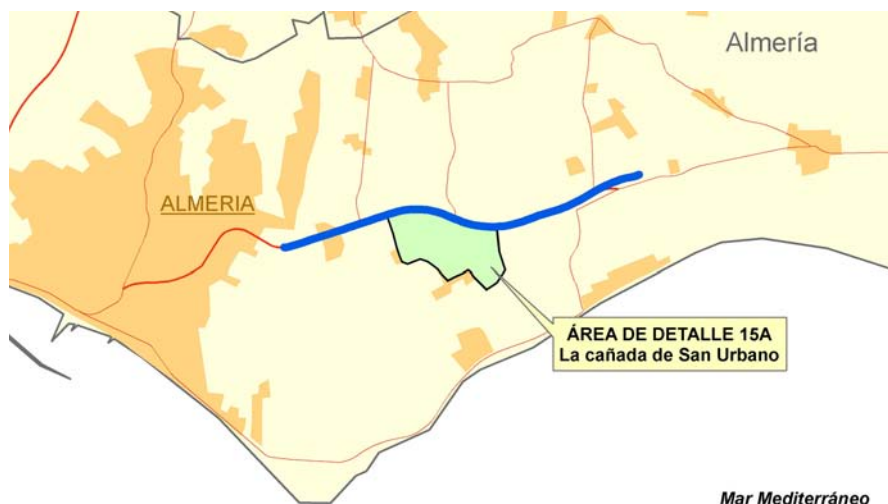 Almería
ALMERIA
ÁREA DE DETALLE 15A
La cañada de San Urbano
Mar Mediterráneo